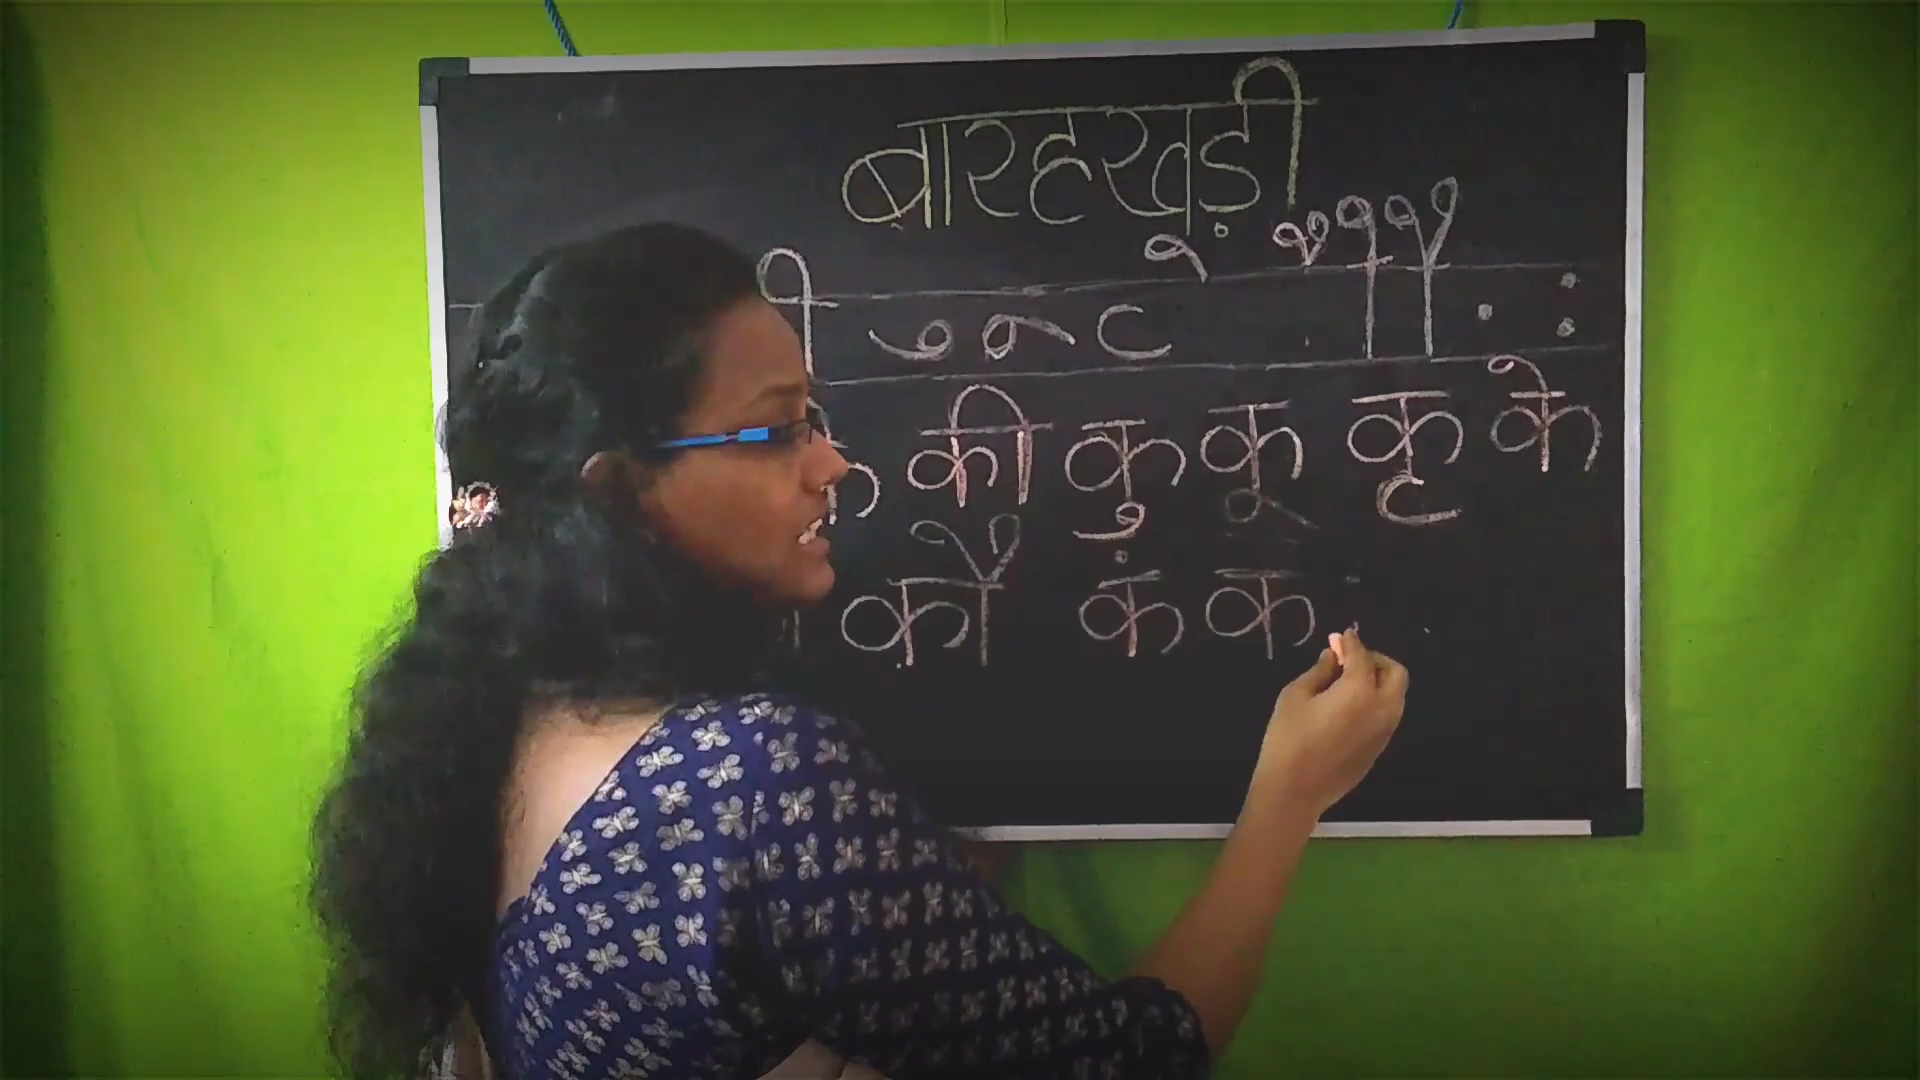 बारहखड़ी
ी ु ू ृ े ै ो ौ ं ः
की कु कू कृ के
कौ कं कः